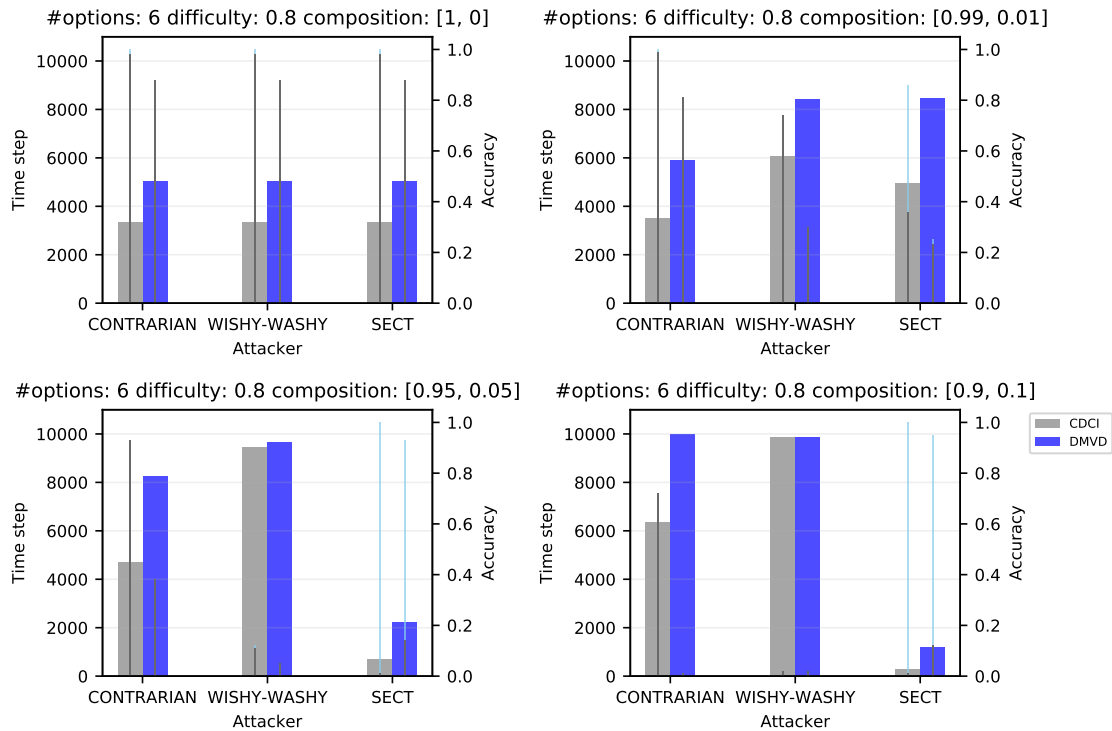 #options: 6 difficulty: 0.8 composition: [1, 0]
10000
8000
6000
4000
2000
0
Time step
1.0
0.8
0.6
0.4
0.2
0.0
Accuracy
CONTRARIAN WISHY-WASHY SECT
Attacker
#options: 6 difficulty: 0.8 composition: [0.99, 0.01]
10000
8000
6000
4000
2000
0
Time step
1.0
0.8
0.6
0.4
0.2
0.0
Accuracy
CONTRARIAN WISHY-WASHY SECT
Attacker
#options: 6 difficulty: 0.8 composition: [0.95, 0.05]
10000
8000
6000
4000
2000
0
Time step
1.0
0.8
0.6
0.4
0.2
0.0
Accuracy
CONTRARIAN WISHY-WASHY SECT
Attacker
#options: 6 difficulty: 0.8 composition: [0.9, 0.1]
10000
8000
6000
4000
2000
0
Time step
1.0
0.8
0.6
0.4
0.2
0.0
Accuracy
CONTRARIAN WISHY-WASHY SECT
Attacker
CDCI
DMVD